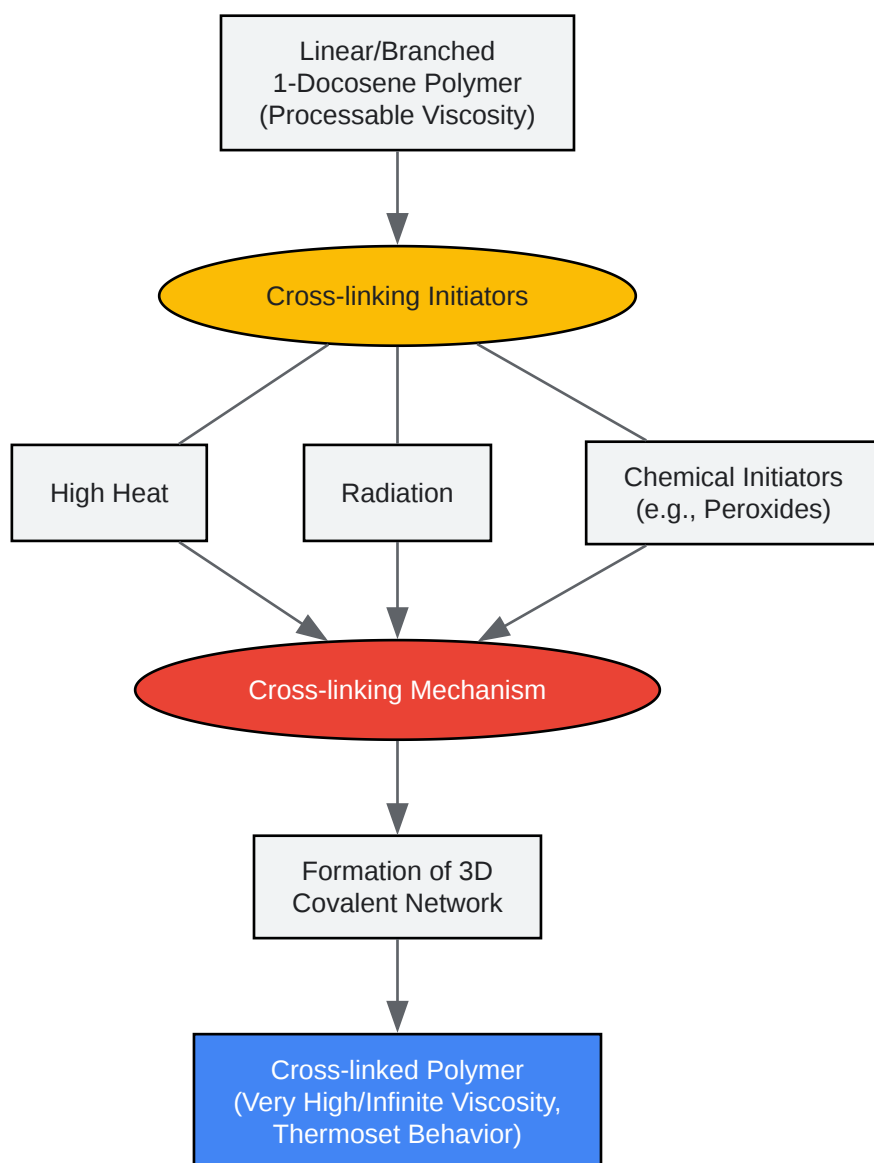 Linear/Branched
1-Docosene Polymer
(Processable Viscosity)
Cross-linking Initiators
High Heat
Radiation
Chemical Initiators
(e.g., Peroxides)
Cross-linking Mechanism
Formation of 3D
Covalent Network
Cross-linked Polymer
(Very High/Infinite Viscosity,
Thermoset Behavior)